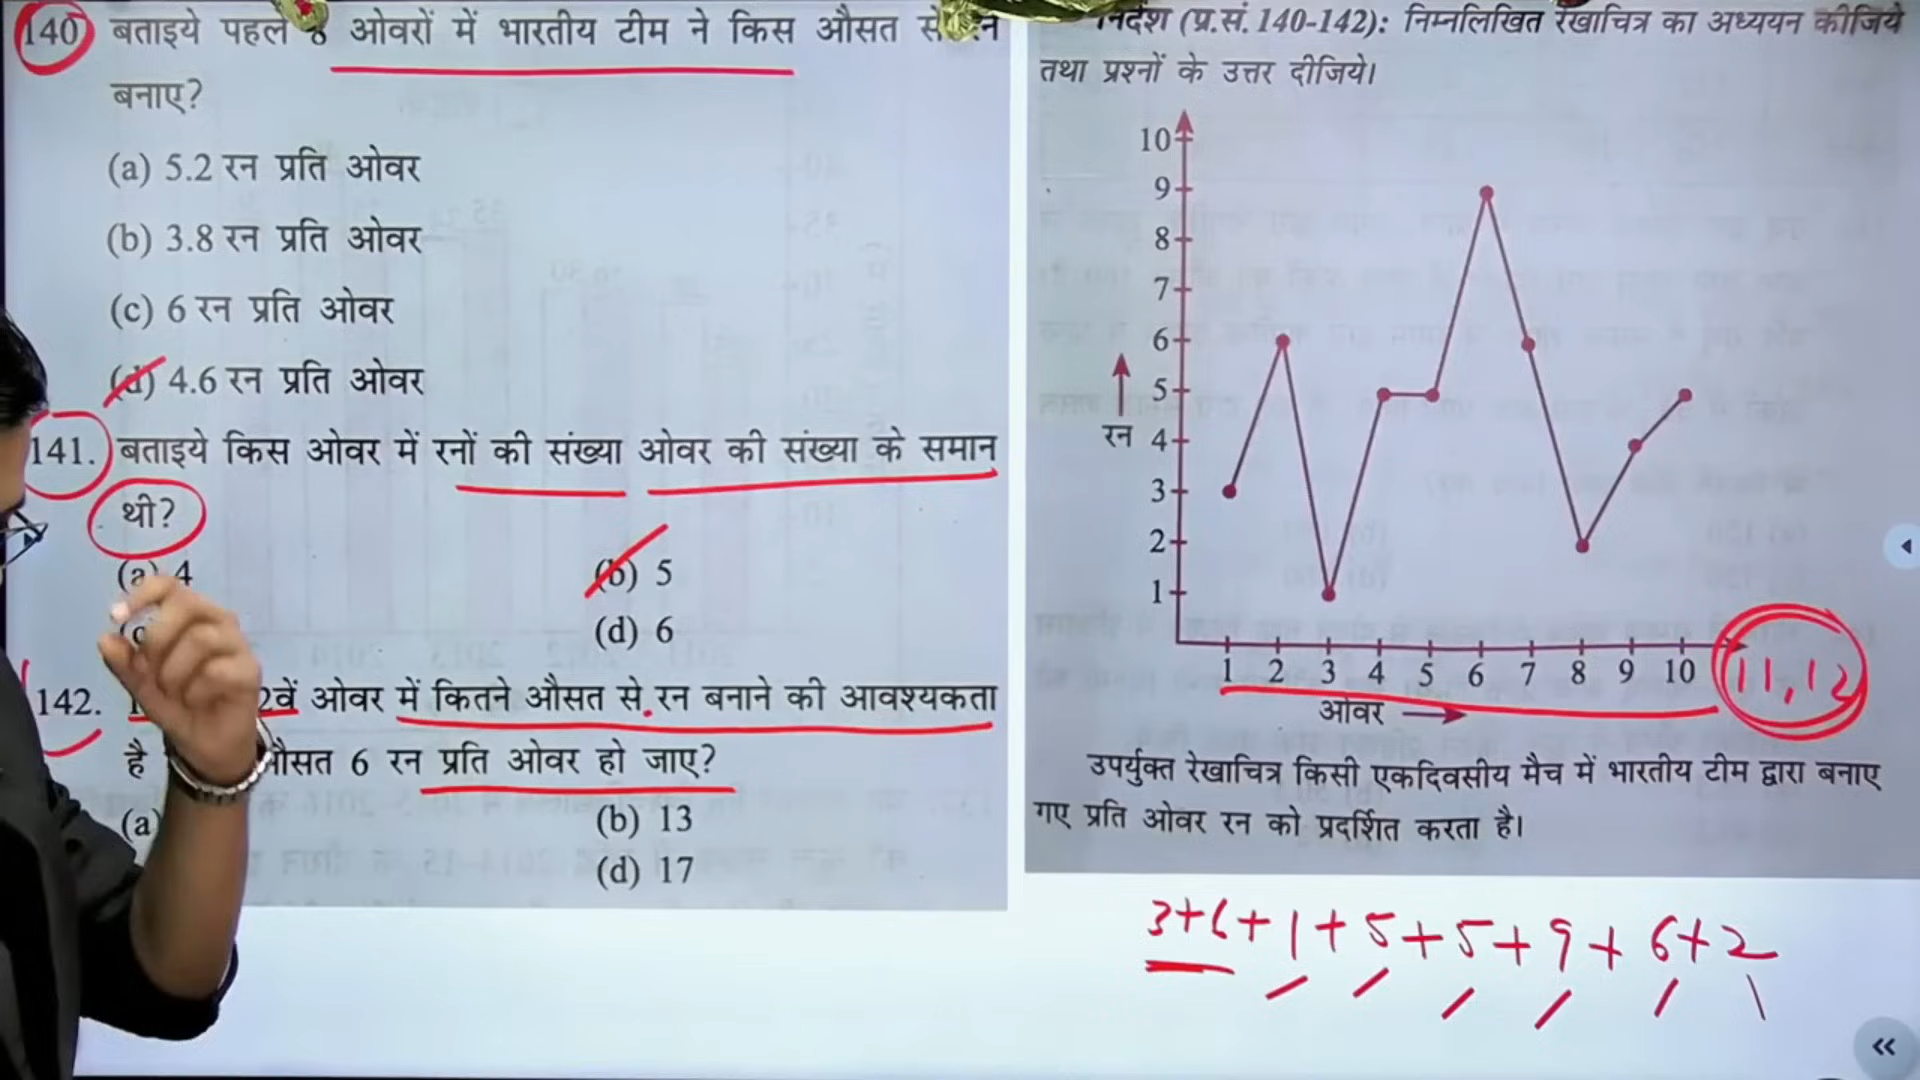 140. बताइये पहले 8 ओवरों में भारतीय टीम ने किस औसत से
बनाए?
(a) 5.2 रन प्रति ओवर
(b) 3.8 रन प्रति ओवर
(c) 6 रन प्रति ओवर
(d) 4.6 रन प्रति ओवर
141. बताइये किस ओवर में रनों की संख्या ओवर की संख्या के समान
थी?
(a) 4
(b) 5
(d) 6
142. 2वें ओवर में कितने औसत से रन बनाने की आवश्यकता
है औसत 6 रन प्रति ओवर हो जाए?
(a)
(b) 13
(d) 17
निर्देश (प्र.सं. 140-142): निम्नलिखित रेखाचित्र का अध्ययन कीजिये
तथा प्रश्नों के उत्तर दीजिये।
10
9
8
7
6
5
रन 4
3
2
1
1 2 3 4 5 6 7 8 9 10 11,12
ओवर
उपर्युक्त रेखाचित्र किसी एकदिवसीय मैच में भारतीय टीम द्वारा बनाए
गए प्रति ओवर रन को प्रदर्शित करता है।
3+6+1+5+5+9+6+2